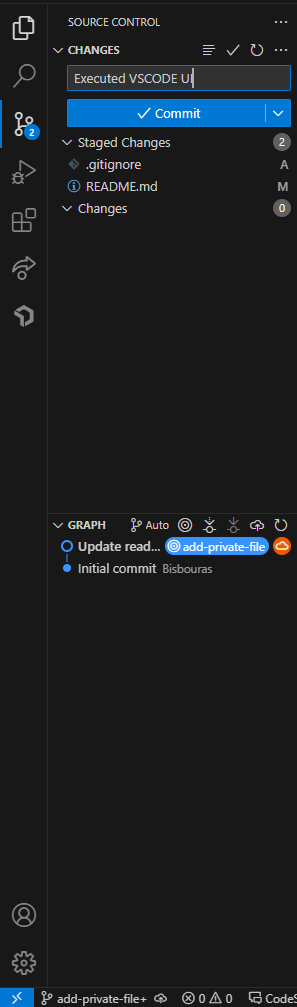 SOURCE CONTROL
CHANGES
Executed VSCODE UI
Commit
Staged Changes 2
.gitignore A
README.md M
Changes 0
2
GRAPH Auto
Update read... add-private-file
Initial commit Bisbouras
add-private-file+ 0 0 CodeS